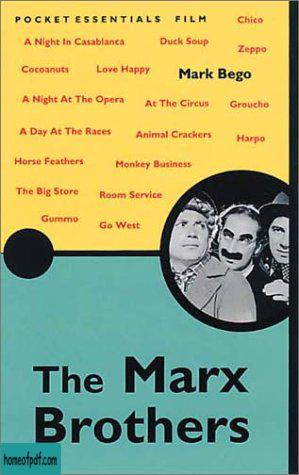 POCKET ESSENTIALS FILM
Chico
A Night In Casablanca
Duck Soup
Zeppo
Cocoanuts
Love Happy
Mark Bego
A Night At The Opera
At The Circus
Groucho
A Day At The Races
Animal Crackers
Harpo
Horse Feathers
Monkey Business
The Big Store
Room Service
Gummo
Go West
The Marx
Brothers
homeofpdf.com